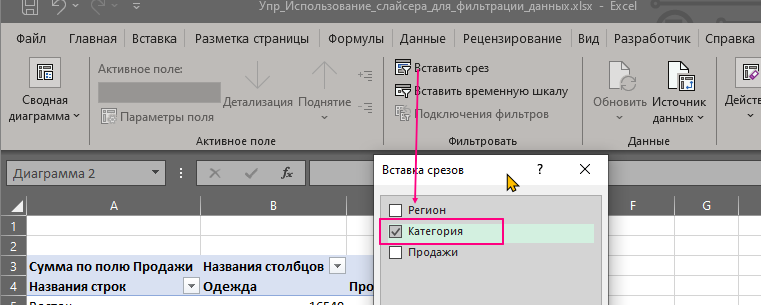 Упр_Использование_слайсера_для_фильтрации_данных.xlsx - Excel
Файл Главная Вставка Разметка страницы Формулы Данные Рецензирование Вид Разработчик Справка
Сводная диаграмма
Активное поле:
Параметры поля
Детализация
Поднятие
Активное поле
Вставить срез
Вставить временную шкалу
Подключения фильтров
Фильтровать
Обновить
Источник данных
Данные
Действ
Диаграмма 2
fx
Вставка срезов ? ×
Регион
Категория
Продажи
A B F G
1
2
3 Сумма по полю Продажи Названия столбцов
4 Названия строк Одежда Про
5 Восток 16540